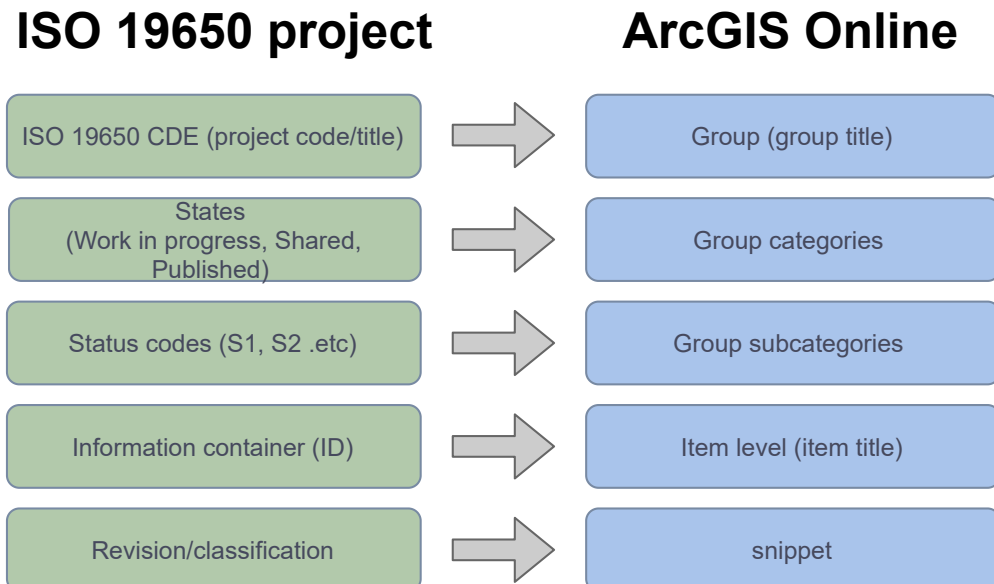 ISO 19650 project
ArcGIS Online
ISO 19650 CDE (project code/title)
Group (group title)
States
(Work in progress, Shared,
Published)
Group categories
Status codes (S1, S2 .etc)
Group subcategories
Information container (ID)
Item level (item title)
Revision/classification
snippet